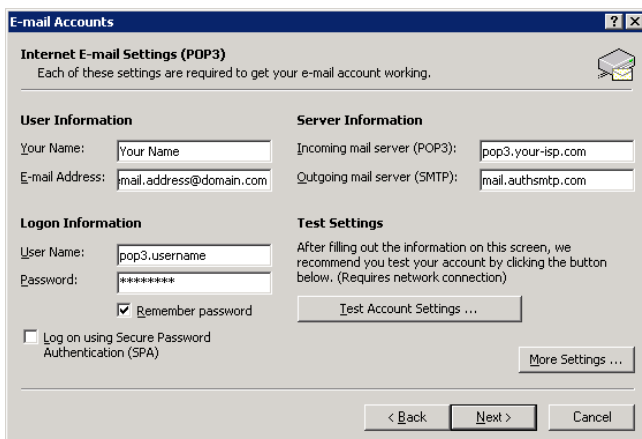 E-mail Accounts
Internet E-mail Settings (POP3)
Each of these settings are required to get your e-mail account working.
User Information
Your Name: Your Name
E-mail Address: mail.address@domain.com
Server Information
Incoming mail server (POP3): pop3.your-isp.com
Outgoing mail server (SMTP): mail.authsmtp.com
Logon Information
User Name: pop3.username
Password: ********
Remember password
Log on using Secure Password
Authentication (SPA)
Test Settings
After filling out the information on this screen, we
recommend you test your account by clicking the button
below. (Requires network connection)
Test Account Settings ...
More Settings ...
< Back
Next >
Cancel